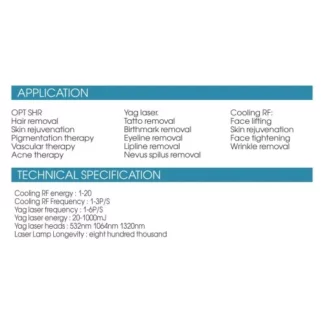 APPLICATION
OPT SHR
Hair removal
Skin rejuvenation
Pigmentation therapy
Vascular therapy
Acne therapy
Yag laser.
Tatto removal
Birthmark removal
Eyeline removal
Lipline removal
Nevus spilus removal
Cooling RF:
Face lifting
Skin rejuvenation
Face tightening
Wrinkle removal
TECHNICAL SPECIFICATION
Cooling RF energy : 1-20
Cooling RF Frequency : 1-3P/S
Yag laser frequency : 1-6P/S
Yag laser energy : 20-1000mJ
Yag laser heads : 532nm 1064nm 1320nm
Laser Lamp Longevity : eight hundred thousand